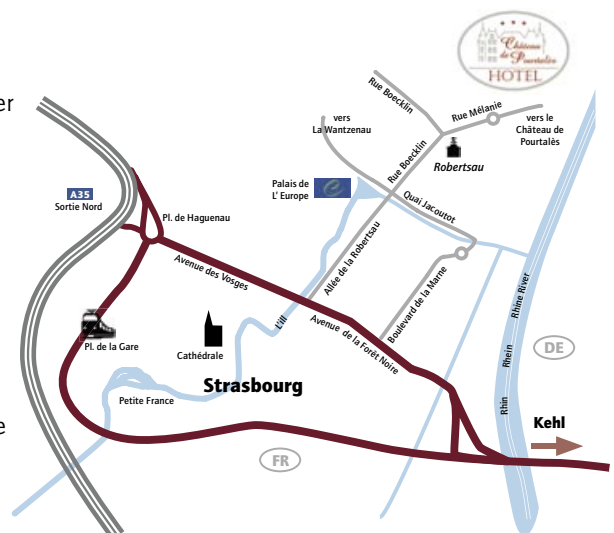 Château
de Pourtalès
HOTEL
er
Rue Boecklin
Rue Mélanie
vers
La Wantzenau
vers le
Château de
Pourtalès
Rue Boecklin
Robertsau
A35
Sortie Nord
Palais de
L' Europe
Quai Jacoutot
Pl. de Haguenau
Avenue des Vosges
Allée de la Robertsau
Boulevard de la Marne
Rhine River
L'ill
Avenue de la Forêt Noire
Pl. de la Gare
Cathédrale
Rhein
DE
Strasbourg
Petite France
Rhin
Kehl
e
FR